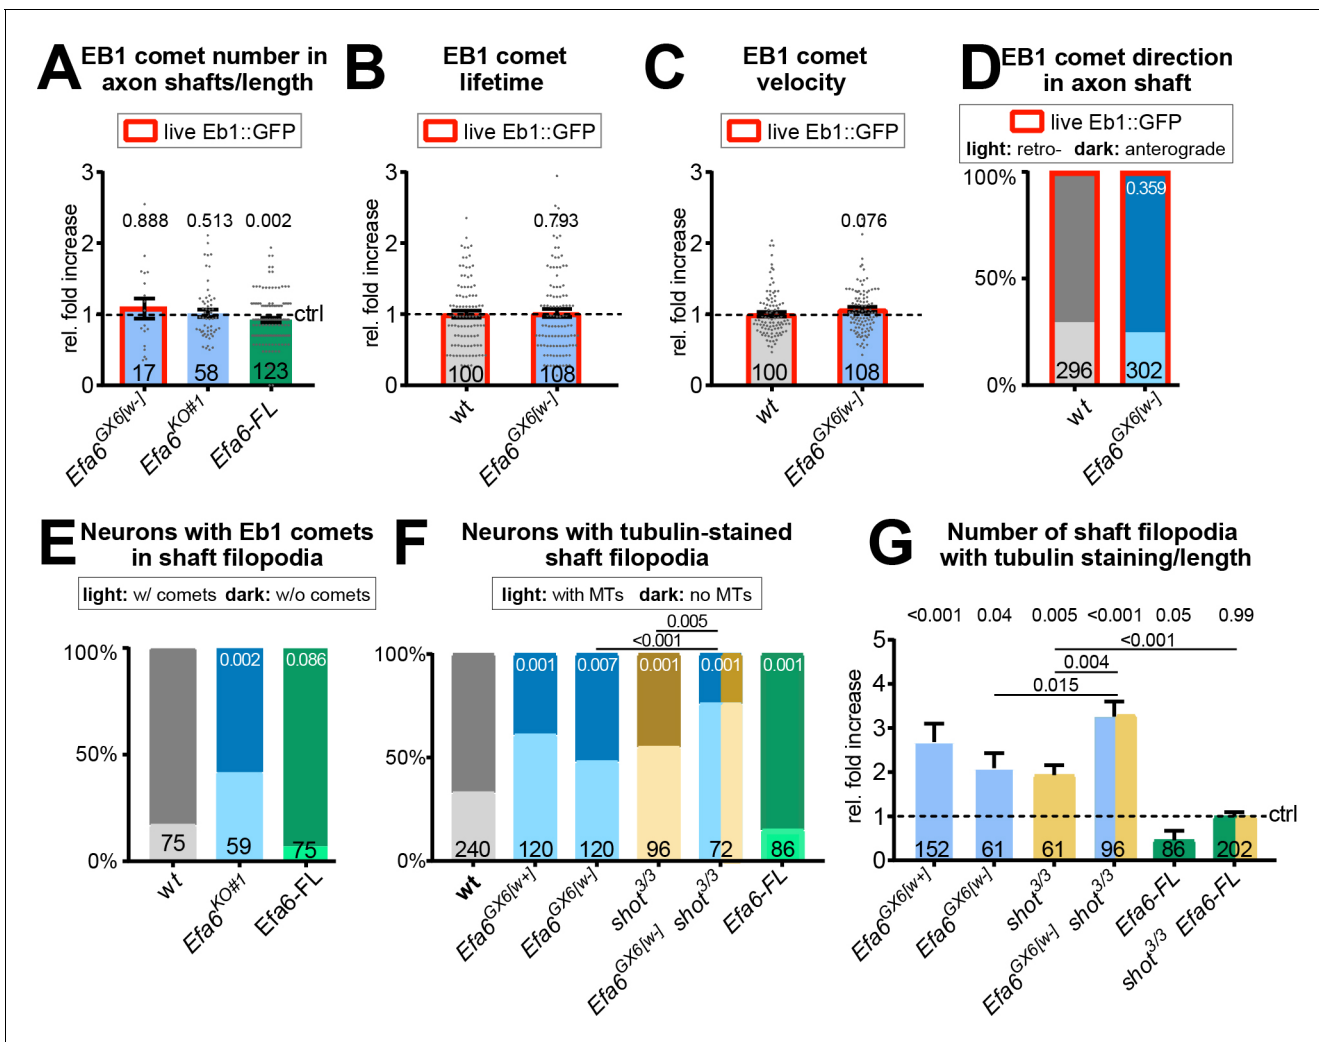 A EB1 comet number in
axon shafts/length
live Eb1::GFP
rel. fold increase
3
2
1
0
0.888 0.513 0.002
ctrl
17 58 123
Efa6GX6[w-] Efa6KO#1 Efa6-FL
B EB1 comet
lifetime
live Eb1::GFP
rel. fold increase
3
2
1
0
0.793
100 108
wt Efa6GX6[w-]
C EB1 comet
velocity
live Eb1::GFP
rel. fold increase
3
2
1
0
0.076
100 108
wt Efa6GX6[w-]
D EB1 comet direction
in axon shaft
live Eb1::GFP
light: retro- dark: anterograde
100%
50%
0%
0.359
296 302
wt Efa6GX6[w-]
E Neurons with Eb1 comets
in shaft filopodia
light: w/ comets dark: w/o comets
100%
50%
0%
0.002 0.086
75 59 75
wt Efa6KO#1 Efa6-FL
F Neurons with tubulin-stained
shaft filopodia
light: with MTs dark: no MTs
0.005
<0.001
100%
50%
0%
0.001 0.007 0.001 0.001 0.001
240 120 120 96 72 86
wt Efa6GX6[w+] Efa6GX6[w-] shot3/3 Efa6GX6[w-] shot3/3 Efa6-FL
G Number of shaft filopodia
with tubulin staining/length
<0.001 0.04 0.005 <0.001 0.05 0.99
<0.001
0.004
0.015
rel. fold increase
5
4
3
2
1
0
ctrl
152 61 61 96 86 202
Efa6GX6[w+] Efa6GX6[w-] shot3/3 Efa6GX6[w-] shot3/3 Efa6-FL shot3/3 Efa6-FL